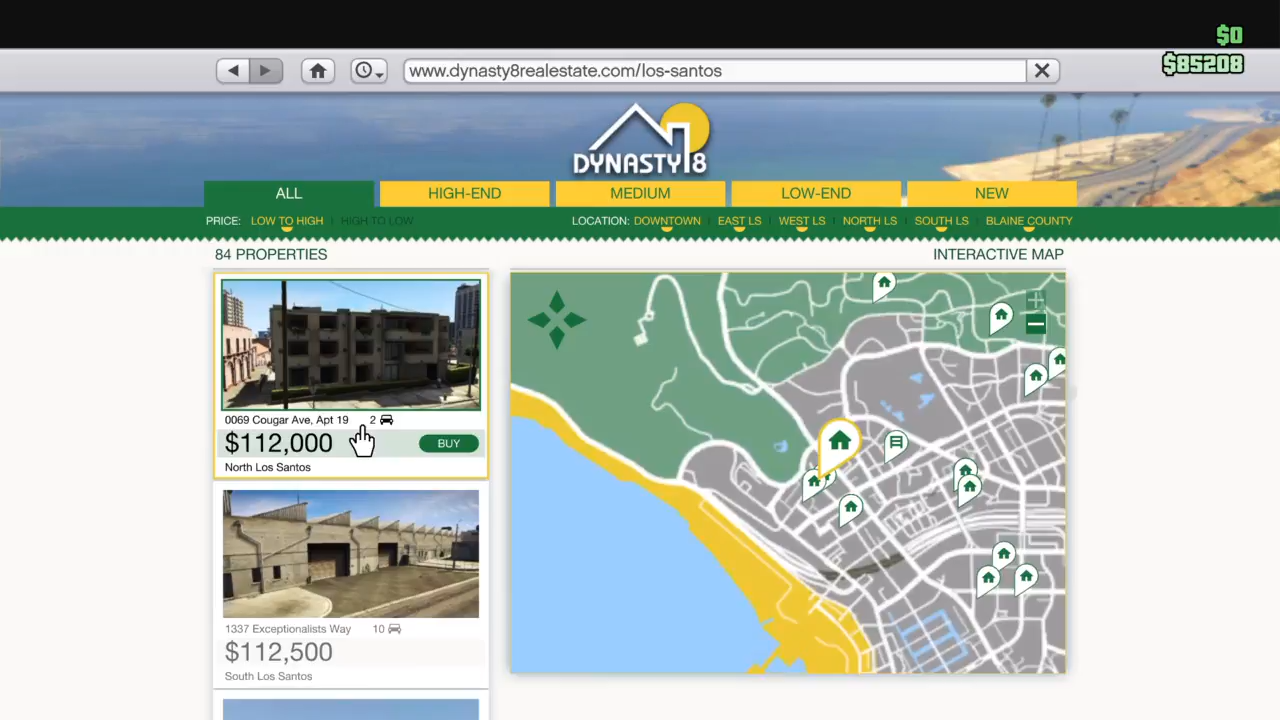 $0
$85208
www.dynasty8realestate.com/los-santos
DYNASTY 8
ALL HIGH-END MEDIUM LOW-END NEW
PRICE: LOW TO HIGH | HIGH TO LOW LOCATION: DOWNTOWN | EAST LS | WEST LS | NORTH LS | SOUTH LS | BLAINE COUNTY
84 PROPERTIES INTERACTIVE MAP
0069 Cougar Ave, Apt 19 2
$112,000 BUY
North Los Santos
1337 Exceptionalists Way 10
$112,500
South Los Santos